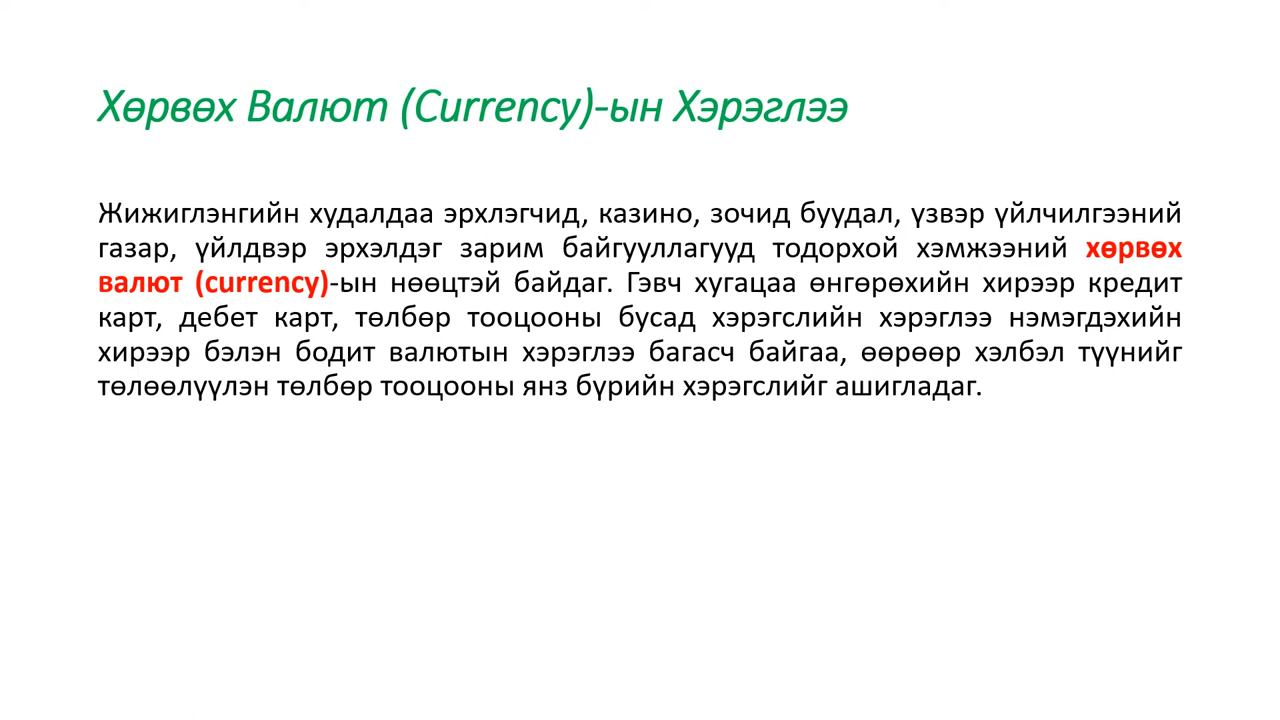 Хөрвөх Валют (Currency)-ын Хэрэглээ
Жижиглэнгийн худалдаа эрхлэгчид, казино, зочид буудал, үзвэр үйлчилгээний
газар, үйлдвэр эрхэлдэг зарим байгууллагууд тодорхой хэмжээний хөрвөх
валют (currency)-ын нөөцтэй байдаг. Гэвч хугацаа өнгөрөхийн хирээр кредит
карт, дебет карт, төлбөр тооцооны бусад хэрэгслийн хэрэглээ нэмэгдэхийн
хирээр бэлэн бодит валютын хэрэглээ багасч байгаа, өөрөөр хэлбэл түүнийг
төлөөлүүлэн төлбөр тооцооны янз бүрийн хэрэгслийг ашигладаг.